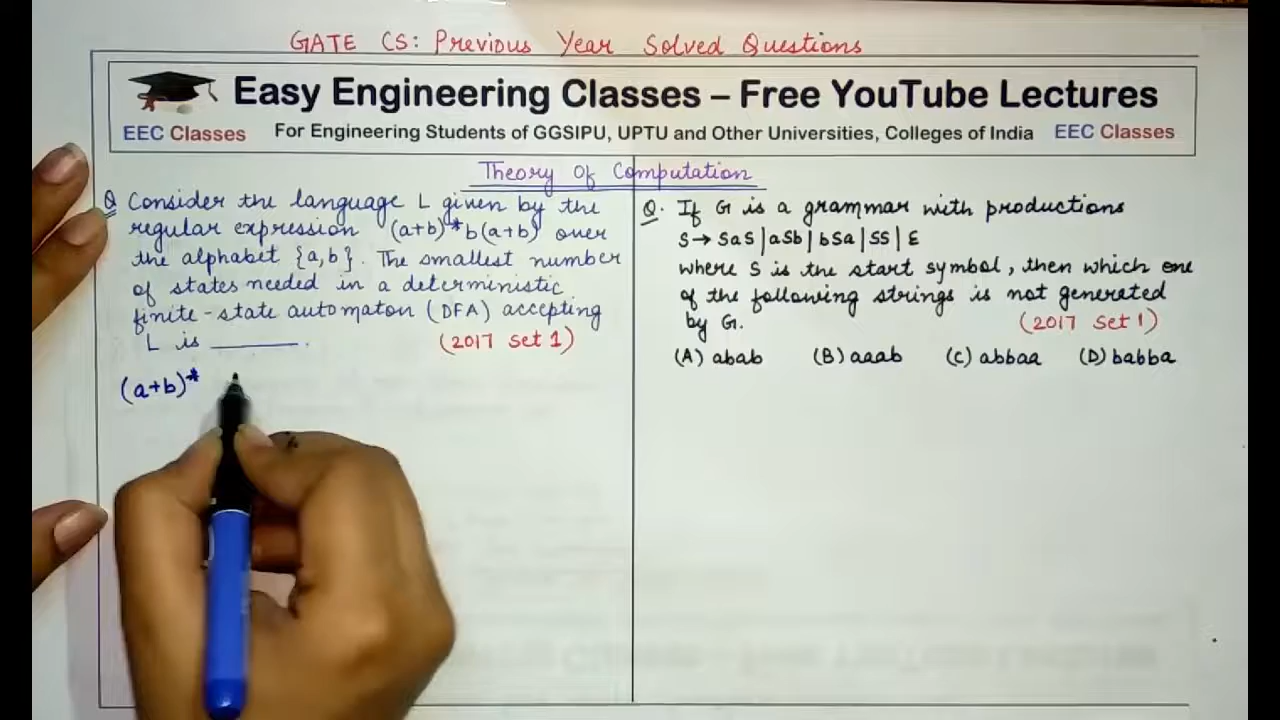 GATE CS: Previous Year Solved Questions
Easy Engineering Classes – Free YouTube Lectures
EEC Classes For Engineering Students of GGSIPU, UPTU and Other Universities, Colleges of India EEC Classes
Theory Of Computation
Q Consider the language L given by the
regular expression (a+b)*b(a+b) over
the alphabet {a,b}. The smallest number
of states needed in a deterministic
finite-state automaton (DFA) accepting
L is ______. (2017 set 1)
(a+b)*
Q. If G is a grammar with productions
S→ SaS|aSb|bSa|SS|ε
where S is the start symbol, then which one
of the following strings is not generated
by G. (2017 Set 1)
(A) abab (B) aaab (C) abbaa (D) babba